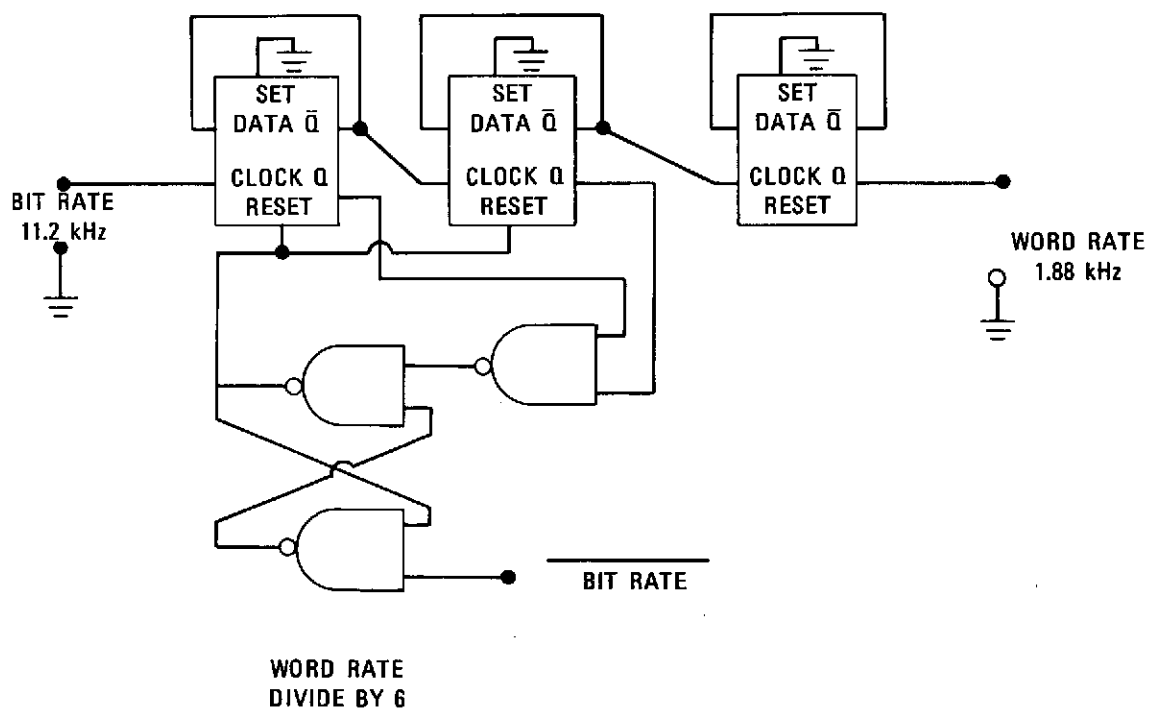 SET
DATA Q̄
CLOCK Q
RESET
SET
DATA Q̄
CLOCK Q
RESET
SET
DATA Q̄
CLOCK Q
RESET
BIT RATE
11.2 kHz
WORD RATE
1.88 kHz
BIT RATE
WORD RATE
DIVIDE BY 6